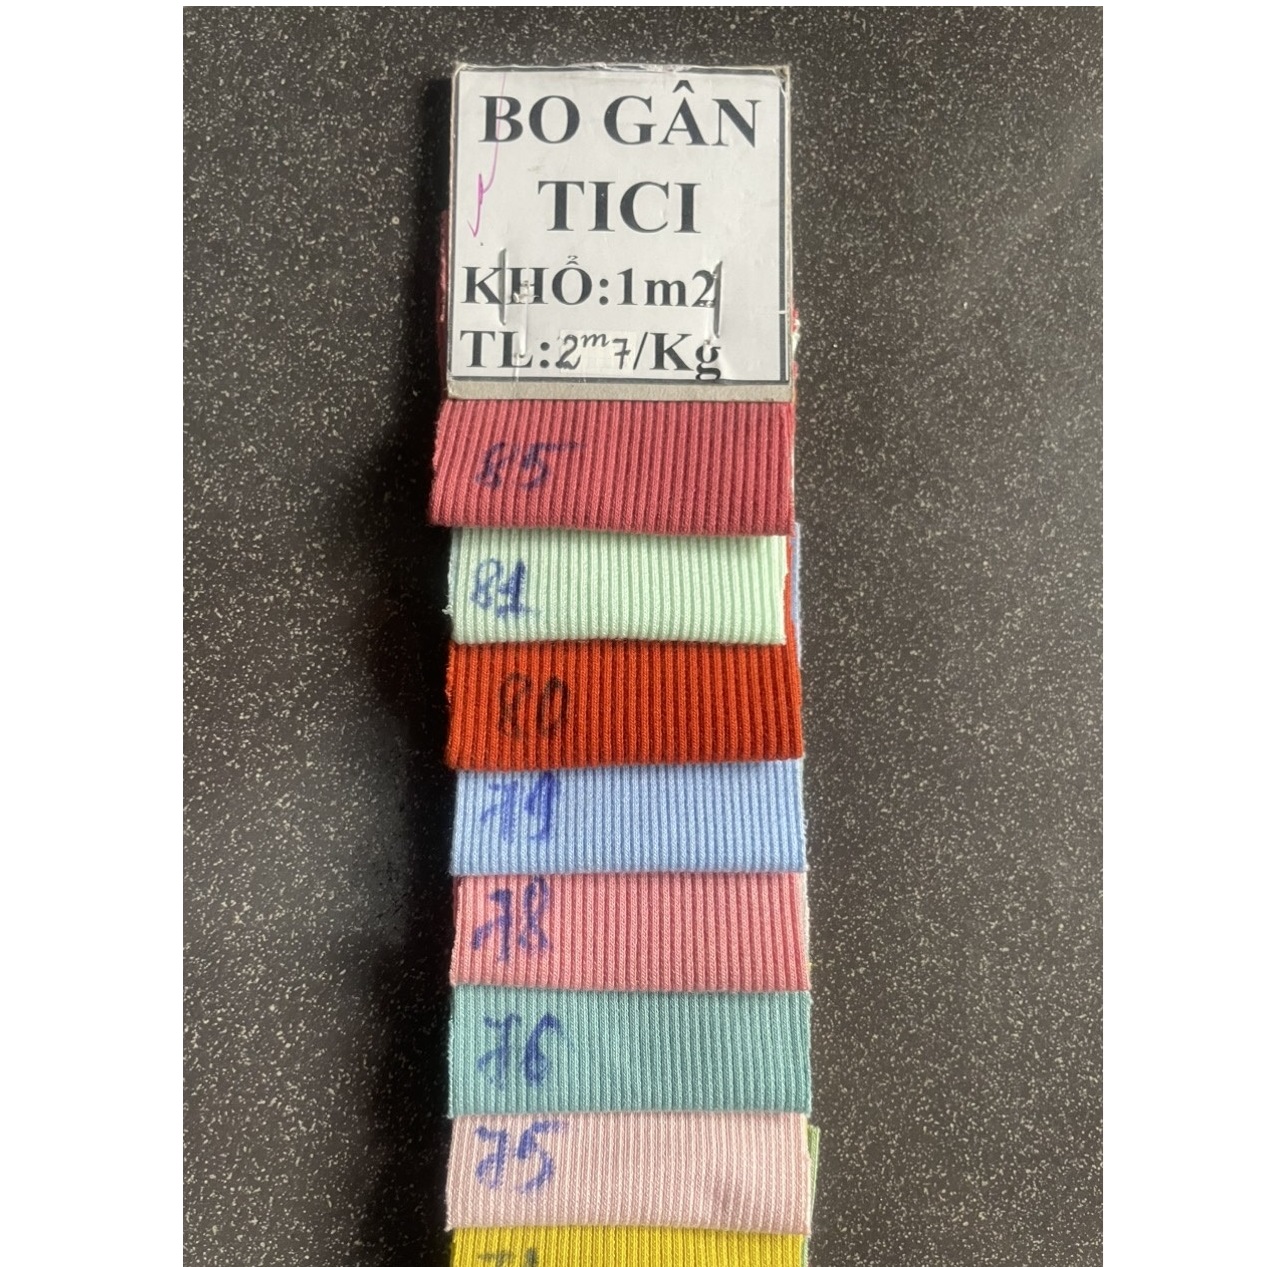 BO GÂN
TICI
KHỔ:1m2
TL:2m7/Kg
85
81
80
79
78
76
75